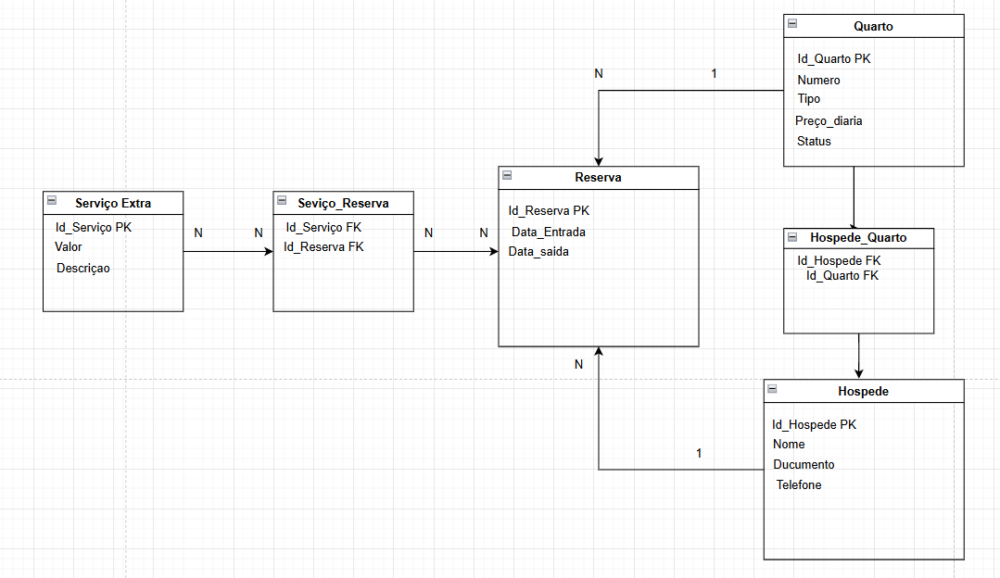 Quarto
Id_Quarto PK
Numero
Tipo
Preço_diaria
Status
N
1
Reserva
Id_Reserva PK
Data_Entrada
Data_saida
Serviço Extra
Id_Serviço PK
Valor
Descriçao
N
N
Seviço_Reserva
Id_Serviço FK
Id_Reserva FK
N
N
Hospede_Quarto
Id_Hospede FK
Id_Quarto FK
N
1
Hospede
Id_Hospede PK
Nome
Ducumento
Telefone